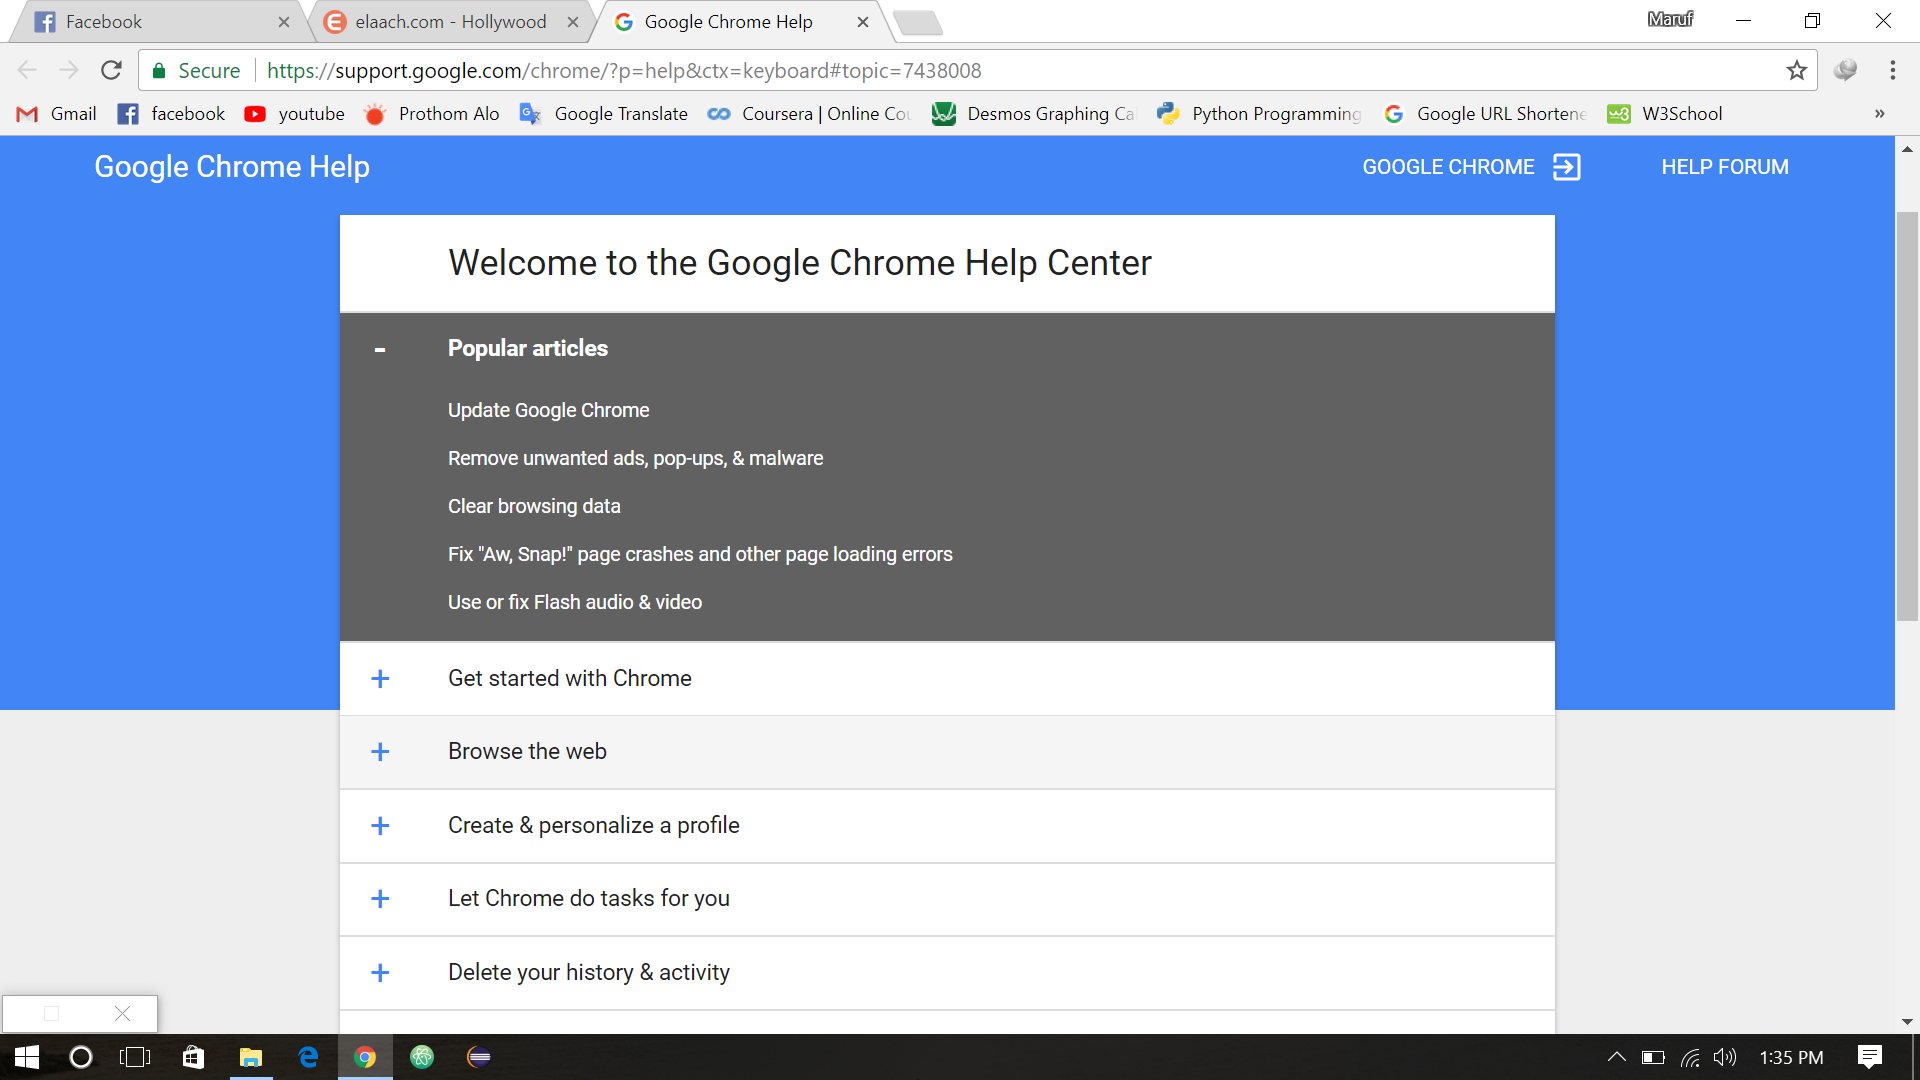 Facebook
elaach.com - Hollywood
Google Chrome Help
Maruf
Secure https://support.google.com/chrome/?p=help&ctx=keyboard#topic=7438008
Gmail facebook youtube Prothom Alo Google Translate Coursera | Online Cou Desmos Graphing Ca Python Programming Google URL Shortene W3School »
Google Chrome Help GOOGLE CHROME HELP FORUM
Welcome to the Google Chrome Help Center
- Popular articles
Update Google Chrome
Remove unwanted ads, pop-ups, & malware
Clear browsing data
Fix "Aw, Snap!" page crashes and other page loading errors
Use or fix Flash audio & video
+ Get started with Chrome
+ Browse the web
+ Create & personalize a profile
+ Let Chrome do tasks for you
+ Delete your history & activity
1:35 PM